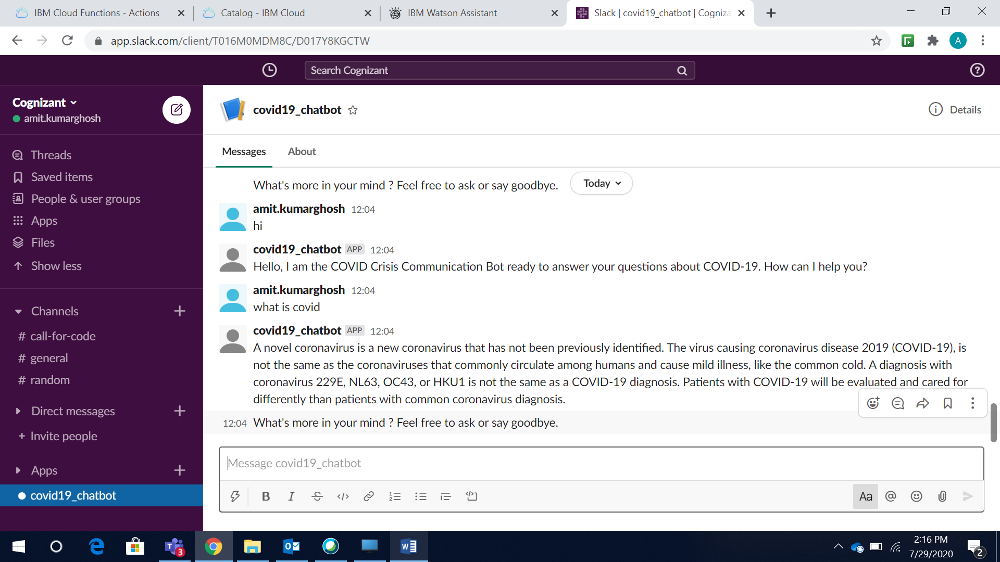 IBM Cloud Functions - Actions
Catalog - IBM Cloud
IBM Watson Assistant
Slack | covid19_chatbot | Cogniza
app.slack.com/client/T016M0MDM8C/D017Y8KGCTW
A
Search Cognizant
Cognizant
amit.kumarghosh
Threads
Saved items
People & user groups
Apps
Files
Show less
Channels
# call-for-code
# general
# random
Direct messages
+ Invite people
Apps
covid19_chatbot
covid19_chatbot
Details
Messages
About
What's more in your mind ? Feel free to ask or say goodbye.
Today
amit.kumarghosh 12:04
hi
covid19_chatbot APP 12:04
Hello, I am the COVID Crisis Communication Bot ready to answer your questions about COVID-19. How can I help you?
amit.kumarghosh 12:04
what is covid
covid19_chatbot APP 12:04
A novel coronavirus is a new coronavirus that has not been previously identified. The virus causing coronavirus disease 2019 (COVID-19), is
not the same as the coronaviruses that commonly circulate among humans and cause mild illness, like the common cold. A diagnosis with
coronavirus 229E, NL63, OC43, or HKU1 is not the same as a COVID-19 diagnosis. Patients with COVID-19 will be evaluated and cared for
differently than patients with common coronavirus diagnosis.
12:04 What's more in your mind ? Feel free to ask or say goodbye.
Message covid19_chatbot
B I S </> Aa @
3
2:16 PM
7/29/2020
2